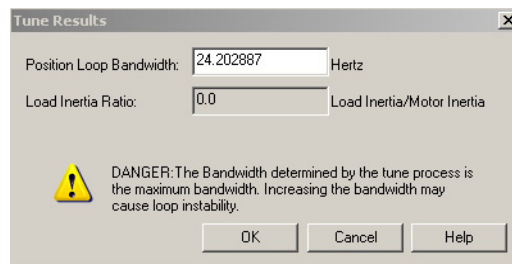 Tune Results
Position Loop Bandwidth: 24.202887 Hertz
Load Inertia Ratio: 0.0 Load Inertia/Motor Inertia
DANGER:The Bandwidth determined by the tune process is
the maximum bandwidth. Increasing the bandwidth may
cause loop instability.
OK Cancel Help